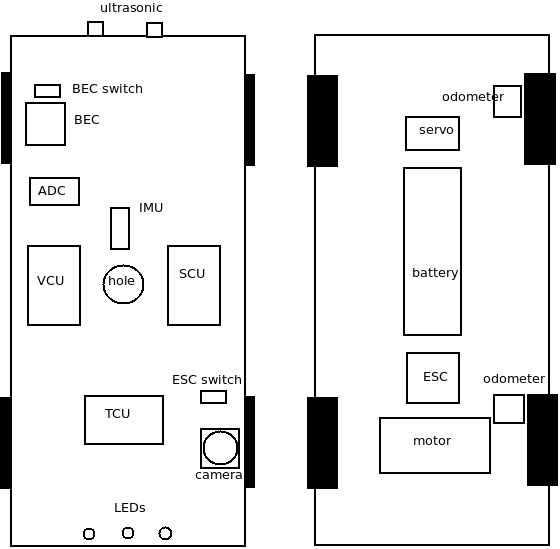 ultrasonic
BEC switch
BEC
ADC
IMU
VCU
hole
SCU
ESC switch
TCU
camera
LEDs
odometer
servo
battery
ESC
odometer
motor